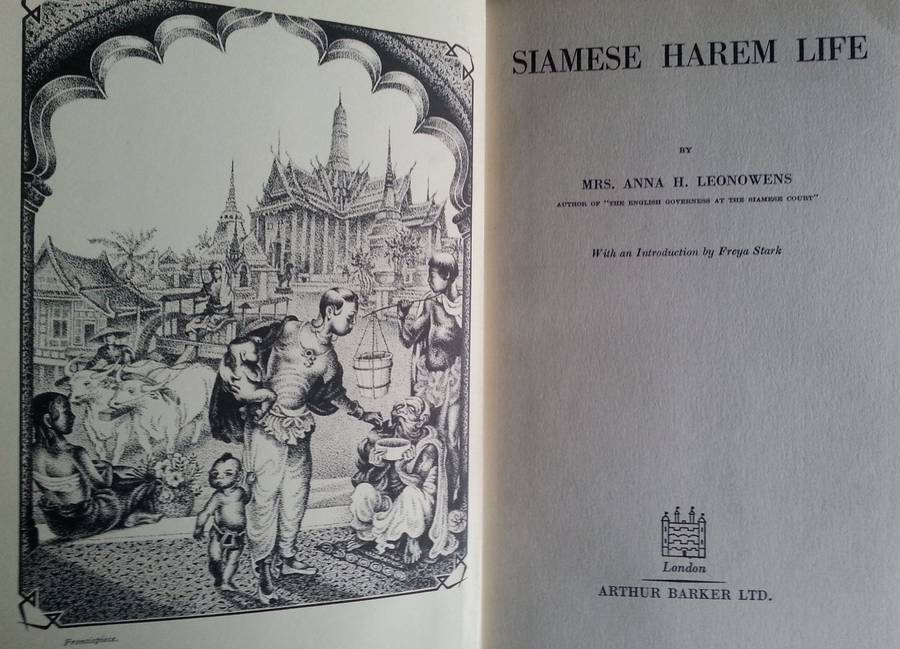 Frontispiece.
SIAMESE HAREM LIFE
BY
MRS. ANNA H. LEONOWENS
AUTHOR OF "THE ENGLISH GOVERNESS AT THE SIAMESE COURT"
With an Introduction by Freya Stark
London
ARTHUR BARKER LTD.